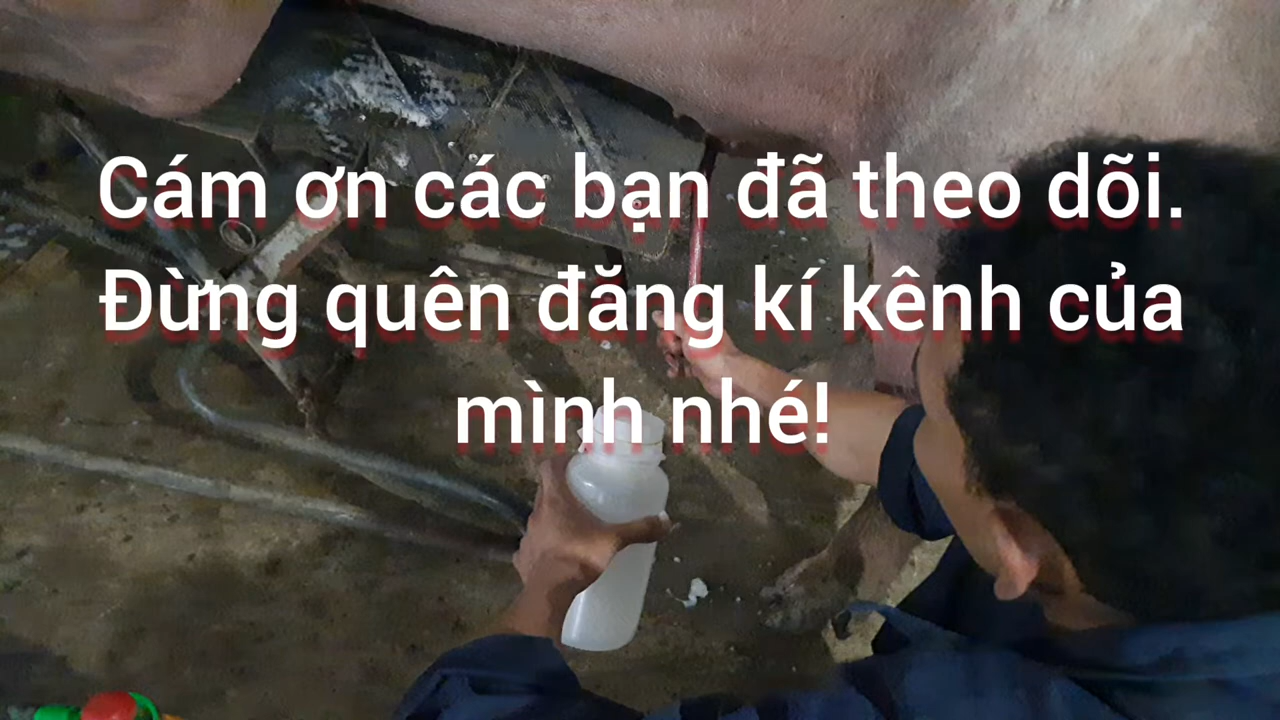 Cám ơn các bạn đã theo dõi.
Đừng quên đăng kí kênh của
mình nhé!